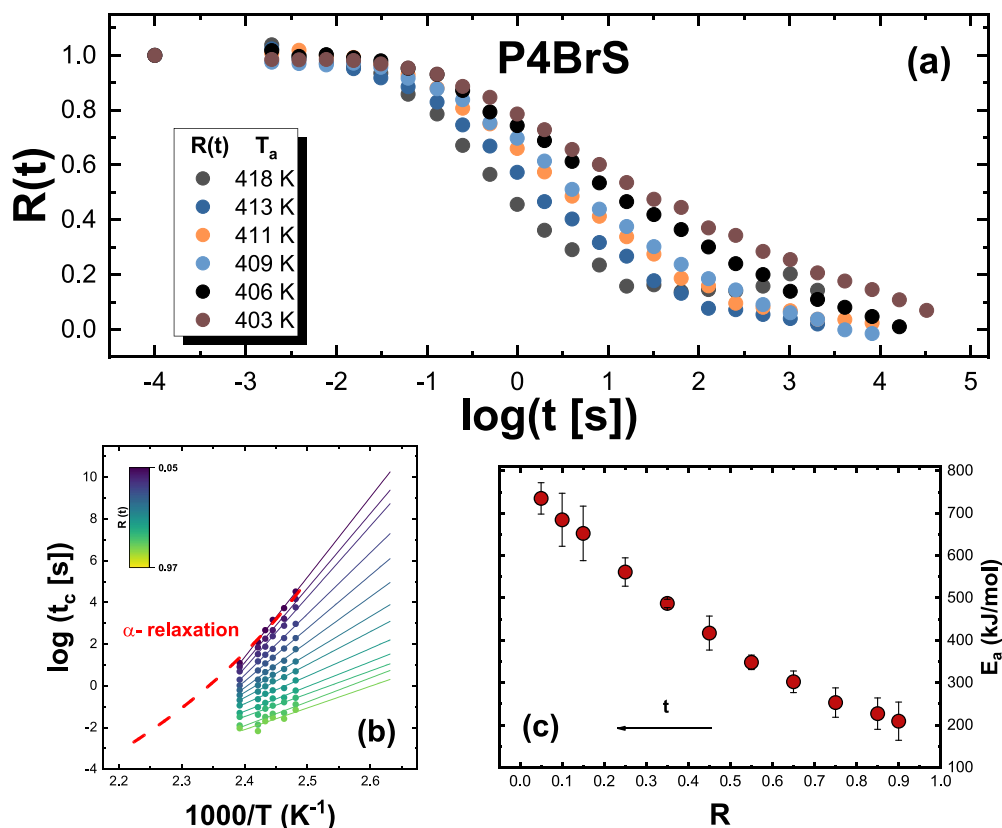 P4BrS
(a)
R(t)
R(t) T_a
418 K
413 K
411 K
409 K
406 K
403 K
1.0
0.8
0.6
0.4
0.2
0.0
-4 -3 -2 -1 0 1 2 3 4 5
log(t [s])
log (t_c [s])
10
8
6
4
2
0
-2
-4
0.05
R (t)
0.97
α- relaxation
(b)
2.2 2.3 2.4 2.5 2.6
1000/T (K⁻¹)
800
700
600
500
400
300
200
100
E_a (kJ/mol)
t
(c)
0.0 0.1 0.2 0.3 0.4 0.5 0.6 0.7 0.8 0.9 1.0
R